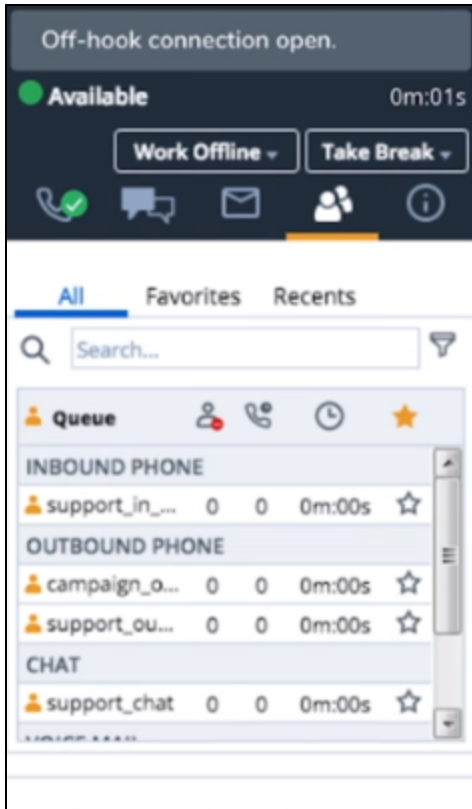 Off-hook connection open.
Available 0m:01s
Work Offline Take Break
All Favorites Recents
Search...
Queue
INBOUND PHONE
support_in_... 0 0 0m:00s
OUTBOUND PHONE
campaign_o... 0 0 0m:00s
support_ou... 0 0 0m:00s
CHAT
support_chat 0 0 0m:00s
VOICE MAIL